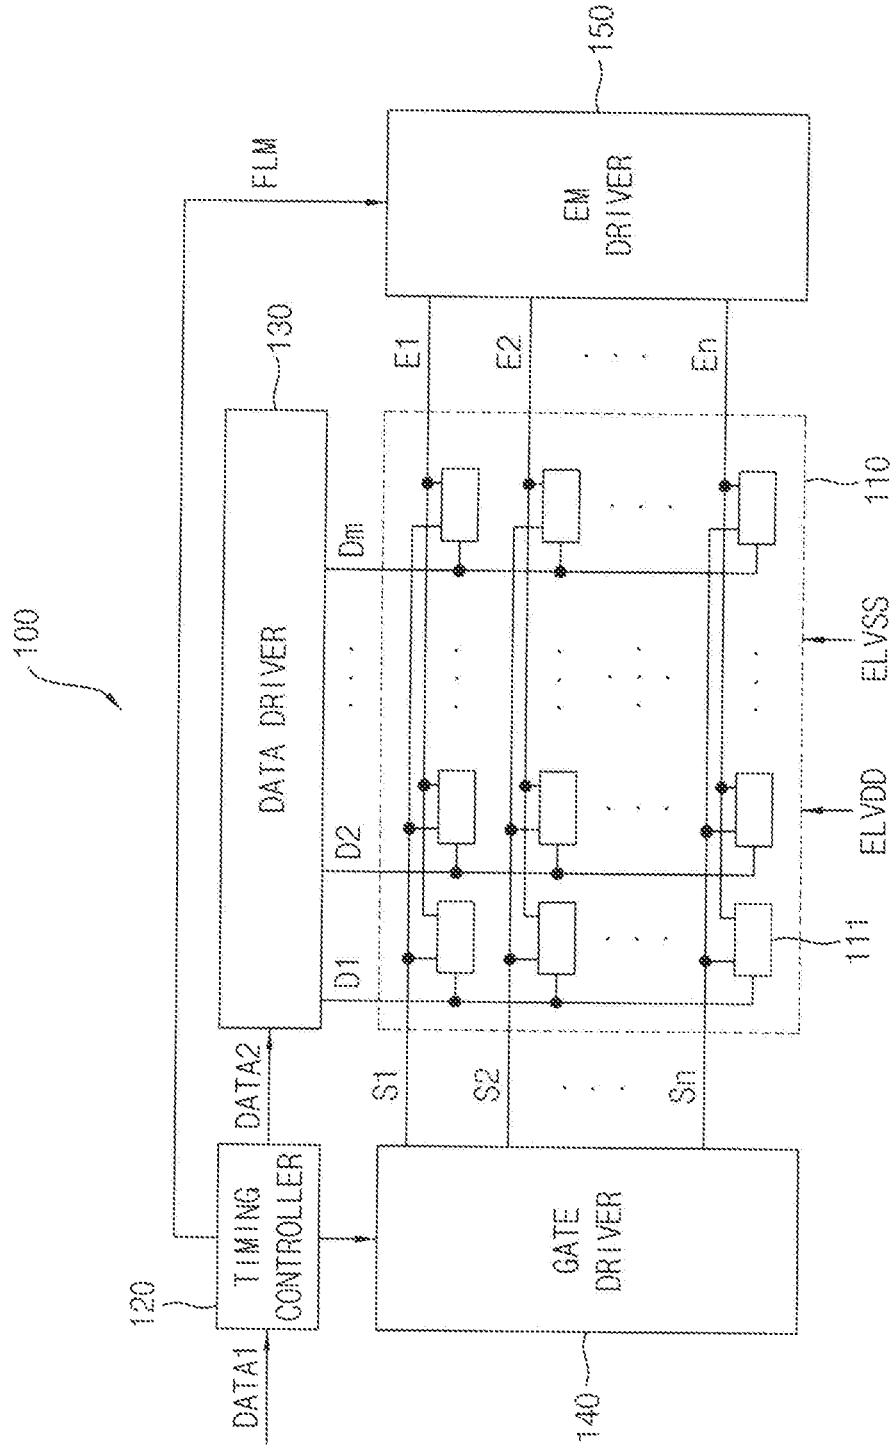 100
FLM
DATA1
120
TIMING
CONTROLLER
DATA2
DATA DRIVER
130
D1
D2
. . .
Dm
140
GATE
DRIVER
S1
S2
. . .
Sn
E1
E2
. . .
En
EM
DRIVER
150
111
ELVDD
ELVSS
110